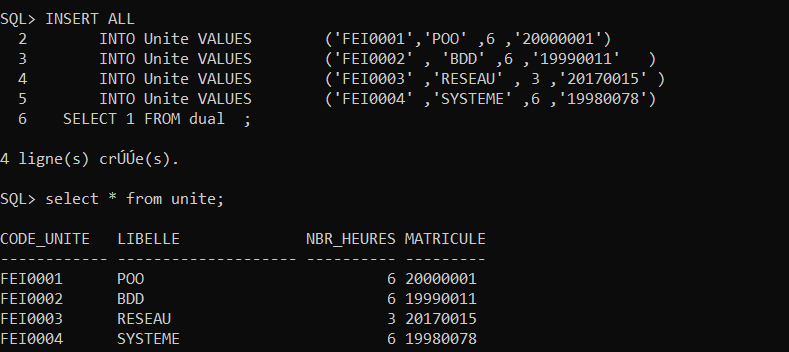 SQL> INSERT ALL
2 INTO Unite VALUES ('FEI0001','POO' ,6 ,'20000001')
3 INTO Unite VALUES ('FEI0002' , 'BDD' ,6 ,'19990011' )
4 INTO Unite VALUES ('FEI0003' ,'RESEAU' , 3 ,'20170015' )
5 INTO Unite VALUES ('FEI0004' ,'SYSTEME' ,6 ,'19980078')
6 SELECT 1 FROM dual ;
4 ligne(s) crÚÚe(s).
SQL> select * from unite;
CODE_UNITE LIBELLE NBR_HEURES MATRICULE
------------ -------------------- ---------- ---------
FEI0001 POO 6 20000001
FEI0002 BDD 6 19990011
FEI0003 RESEAU 3 20170015
FEI0004 SYSTEME 6 19980078